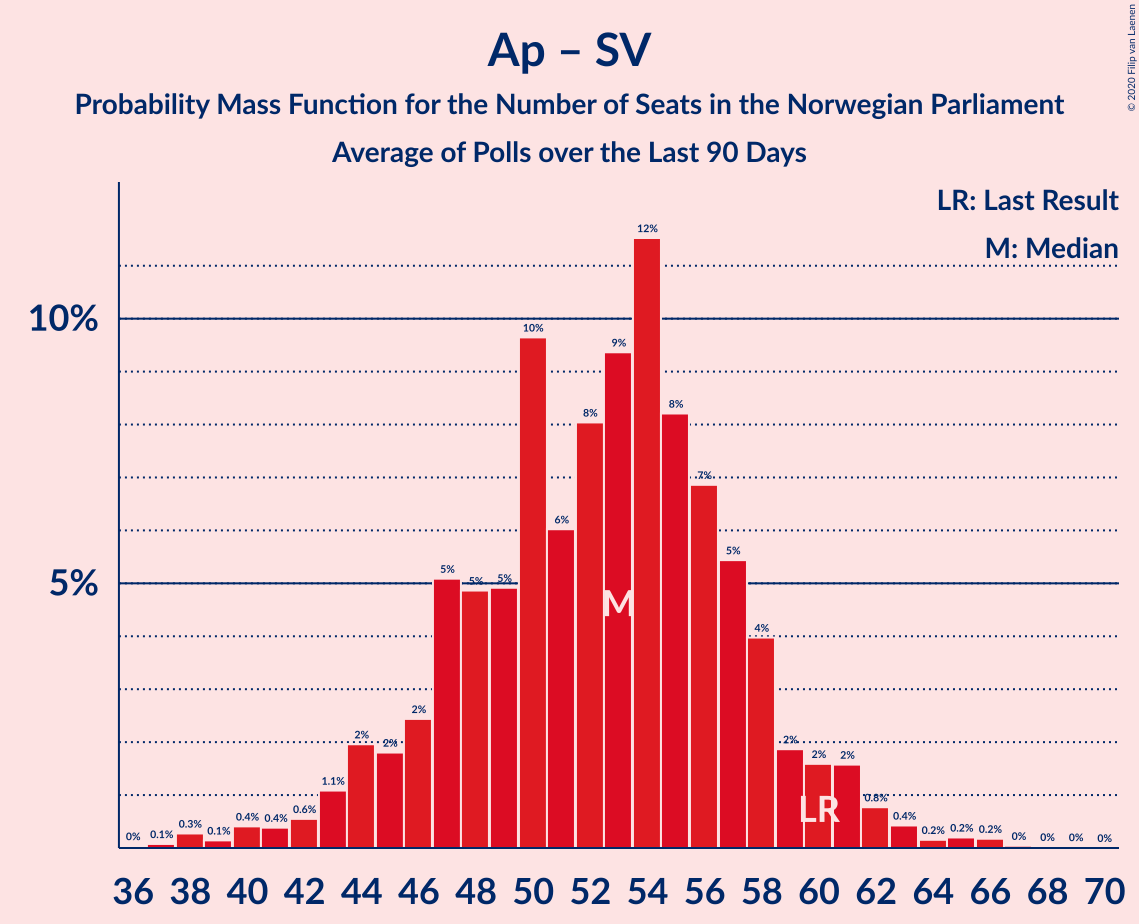 © 2020 Filip van Laenen
Ap – SV
Probability Mass Function for the Number of Seats in the Norwegian Parliament
Average of Polls over the Last 90 Days
LR: Last Result
M: Median
10%
5%
0% 0.1% 0.3% 0.1% 0.4% 0.4% 0.6% 1.1% 2% 2% 2% 5% 5% 5% 10% 6% 8% 9% 12% 8% 7% 5% 4% 2% 2% 2% 0.8% 0.4% 0.2% 0.2% 0.2% 0% 0% 0% 0%
M
LR
36 38 40 42 44 46 48 50 52 54 56 58 60 62 64 66 68 70